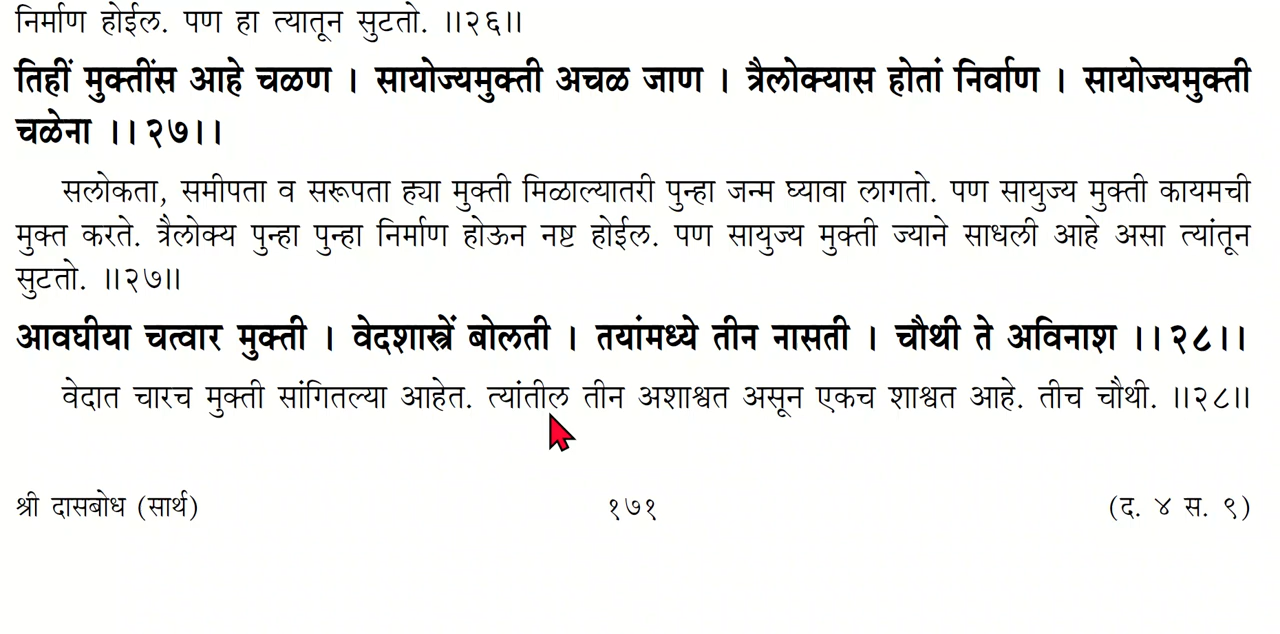 निर्माण होईल. पण हा त्यातून सुटतो. ॥२६॥
तिहीं मुक्तींस आहे चळण । सायोज्यमुक्ती अचळ जाण । त्रैलोक्यास होतां निर्वाण । सायोज्यमुक्ती
चळेना ।।२७।।
सलोकता, समीपता व सरूपता ह्या मुक्ती मिळाल्यातरी पुन्हा जन्म घ्यावा लागतो. पण सायुज्य मुक्ती कायमची
मुक्त करते. त्रैलोक्य पुन्हा पुन्हा निर्माण होऊन नष्ट होईल. पण सायुज्य मुक्ती ज्याने साधली आहे असा त्यांतून
सुटतो. ॥२७॥
आवघीया चत्वार मुक्ती । वेदशास्त्रें बोलती । तयांमध्ये तीन नासती । चौथी ते अविनाश ।।२८।।
वेदात चारच मुक्ती सांगितल्या आहेत. त्यांतील तीन अशाश्वत असून एकच शाश्वत आहे. तीच चौथी. ॥२८॥
श्री दासबोध (सार्थ) १७१ (द. ४ स. ९)